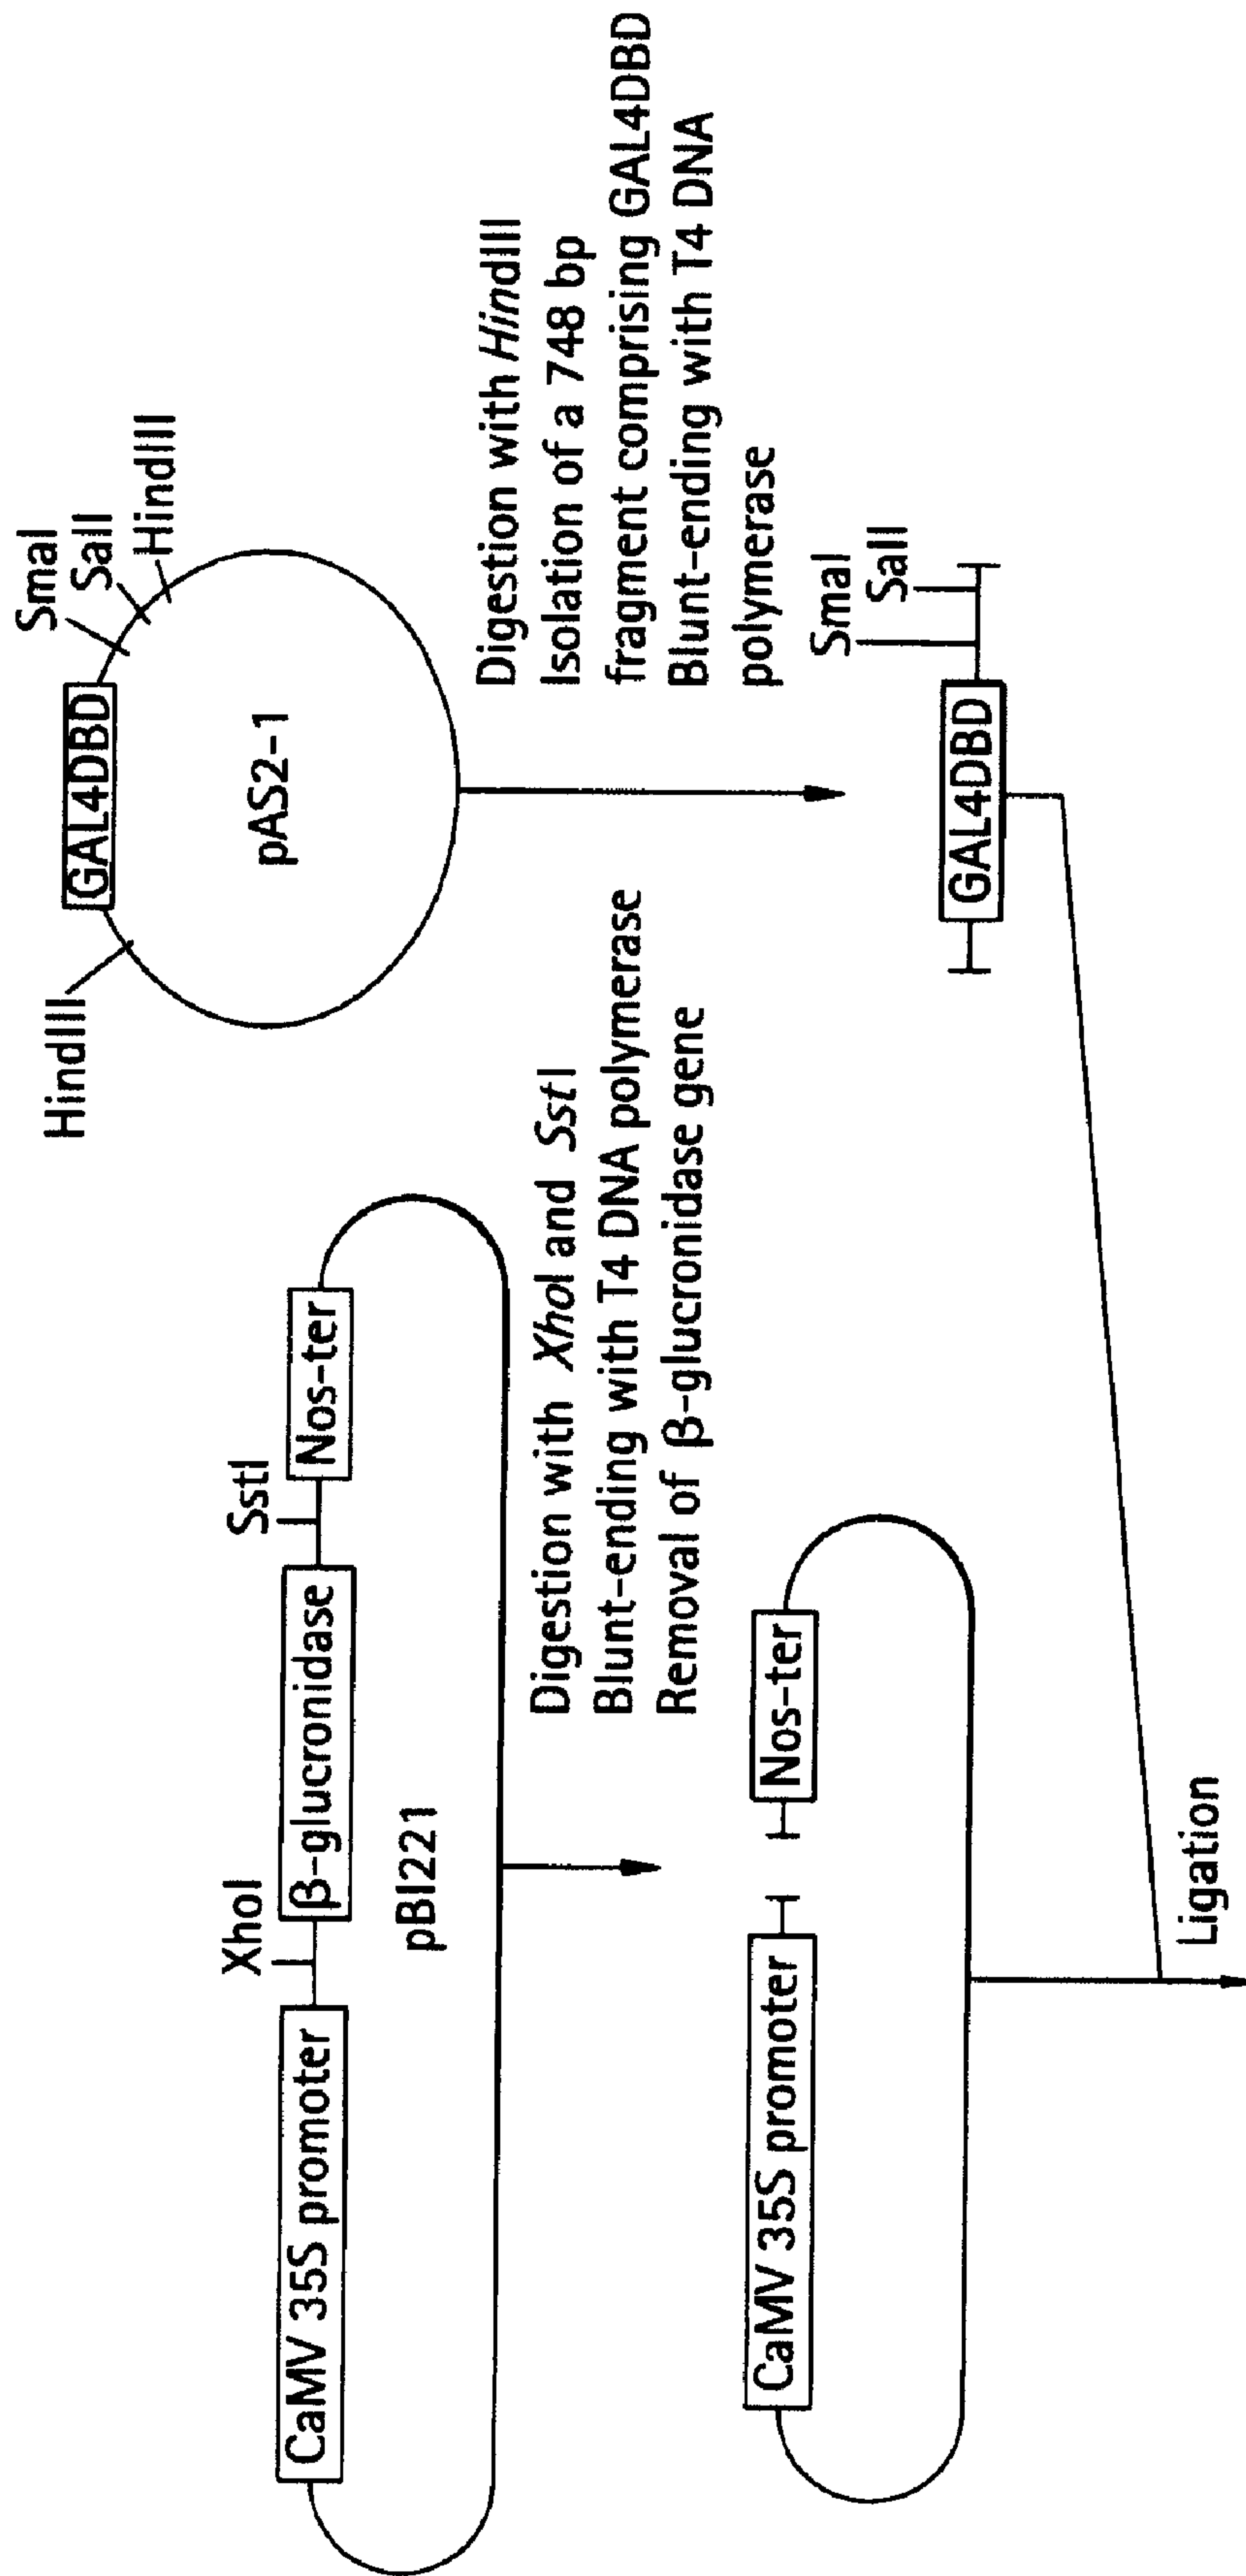 CaMV 35S promoter
XhoI
β-glucronidase
SstI
Nos-ter
pBI221
Digestion with XhoI and SstI
Blunt-ending with T4 DNA polymerase
Removal of β-glucronidase gene
CaMV 35S promoter
Nos-ter
HindIII
GAL4DBD
SmaI
SalI
HindIII
pAS2-1
Digestion with HindIII
Isolation of a 748 bp
fragment comprising GAL4DBD
Blunt-ending with T4 DNA
polymerase
GAL4DBD
SmaI
SalI
Ligation